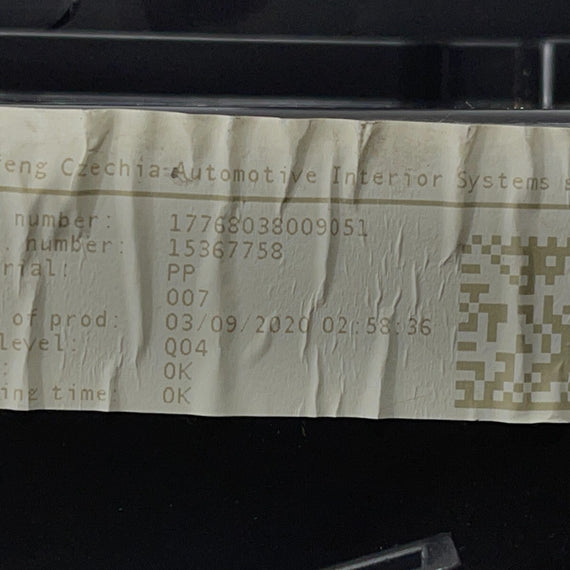 feng Czechia Automotive Interior Systems s
number: 17768038009051
. number: 15367758
rial: PP
007
of prod: 03/09/2020 02:58:36
level: Q04
: OK
ing time: OK